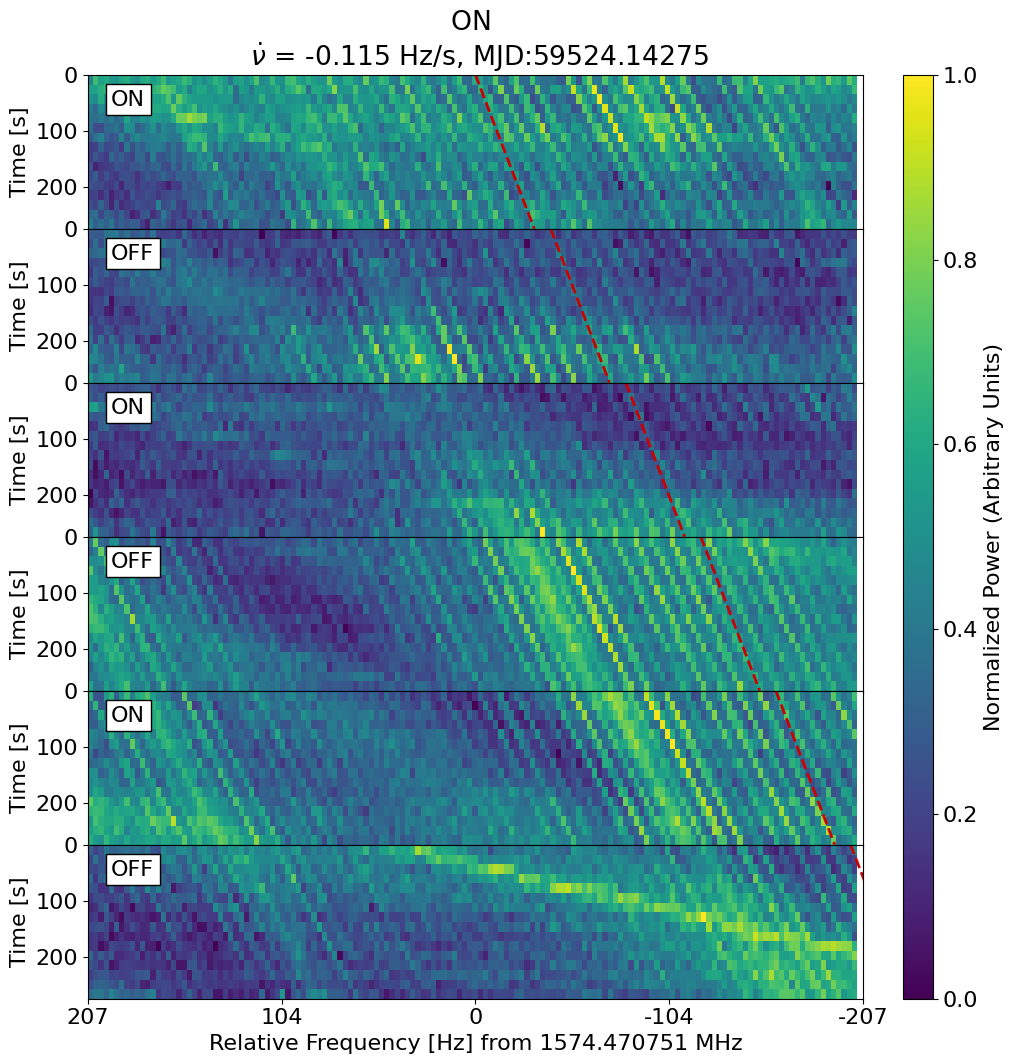 ON
ν̇ = -0.115 Hz/s, MJD:59524.14275
0
ON
100
200
Time [s]
0
OFF
100
200
Time [s]
0
ON
100
200
Time [s]
0
OFF
100
200
Time [s]
0
ON
100
200
Time [s]
0
OFF
100
200
Time [s]
207 104 0 -104 -207
Relative Frequency [Hz] from 1574.470751 MHz
1.0
0.8
0.6
0.4
0.2
0.0
Normalized Power (Arbitrary Units)